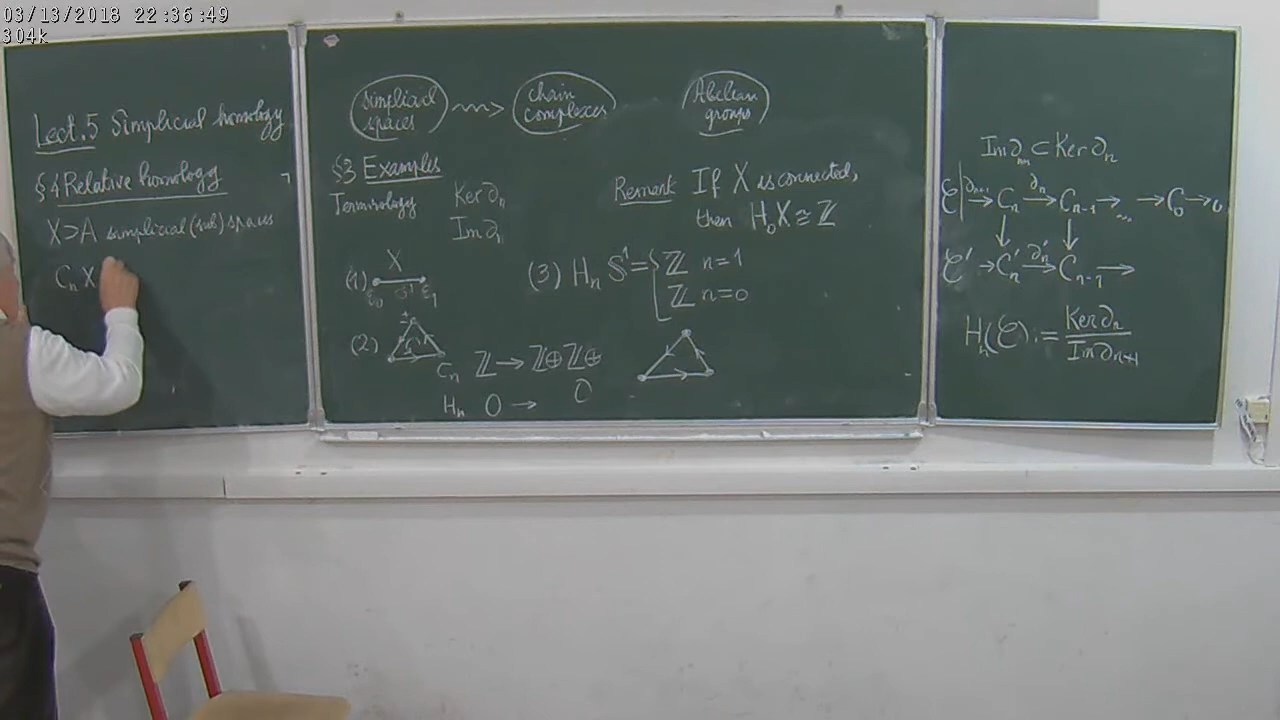 03/13/2018 22:36:49
304k
Lect. 5 Simplicial homology
§4 Relative homology
X ⊃ A simplicial (sub) spaces
CₙX
simplicial spaces ⇝ chain complexes Abelian groups
§3 Examples
Terminology Ker ∂ₙ
Im ∂ₙ
Remark If X is connected,
then H₀X ≅ ℤ
(1) X
(2)
Cₙ ℤ → ℤ⊕ℤ⊕
Hₙ 0 → 0
(3) Hₙ S¹ = { ℤ n=1
ℤ n=0
Im ∂ₙ₊₁ ⊂ Ker ∂ₙ
𝒞 | ∂ₙ₊₁ → Cₙ ∂ₙ → Cₙ₋₁ → ... → C₀ → 0
↓ ↓
𝒞' → C'ₙ ∂'ₙ → Cₙ₋₁ →
Hₙ(𝒞) := Ker ∂ₙ / Im ∂ₙ₊₁